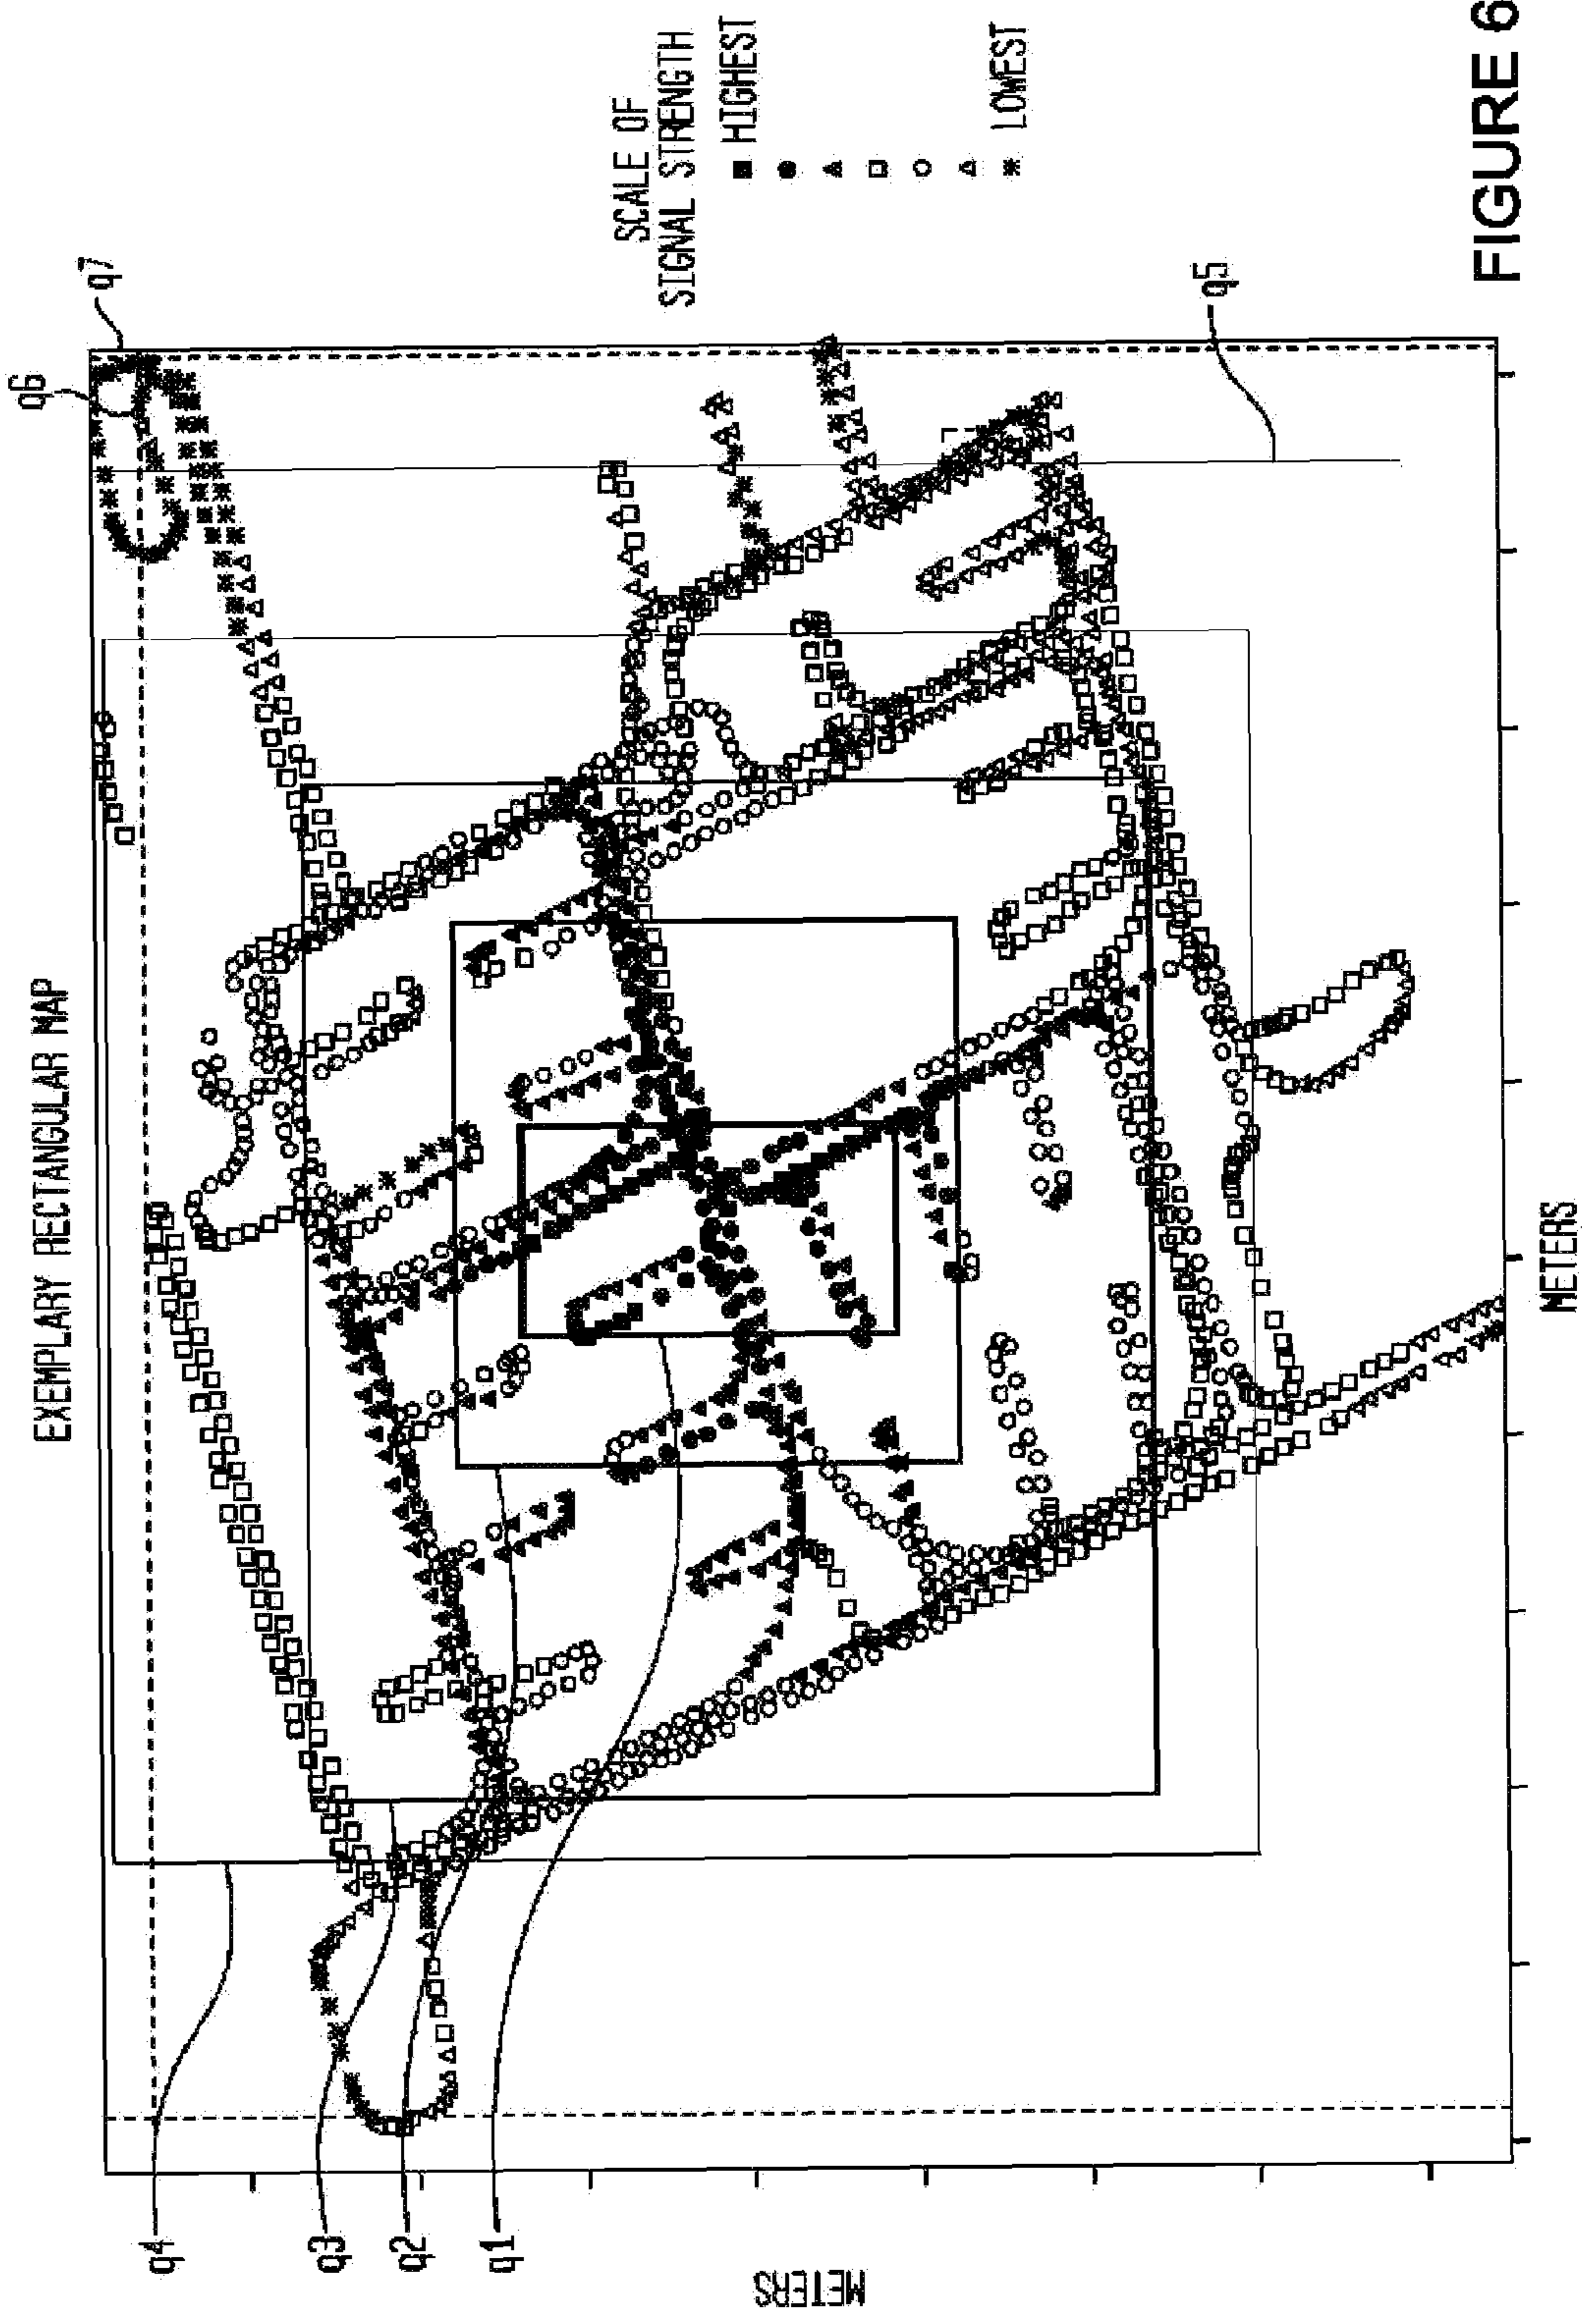 EXEMPLARY RECTANGULAR MAP
q6
q7
q5
q4
q3
q2
q1
METERS
METERS
SCALE OF
SIGNAL STRENGTH
HIGHEST
LOWEST
FIGURE 6